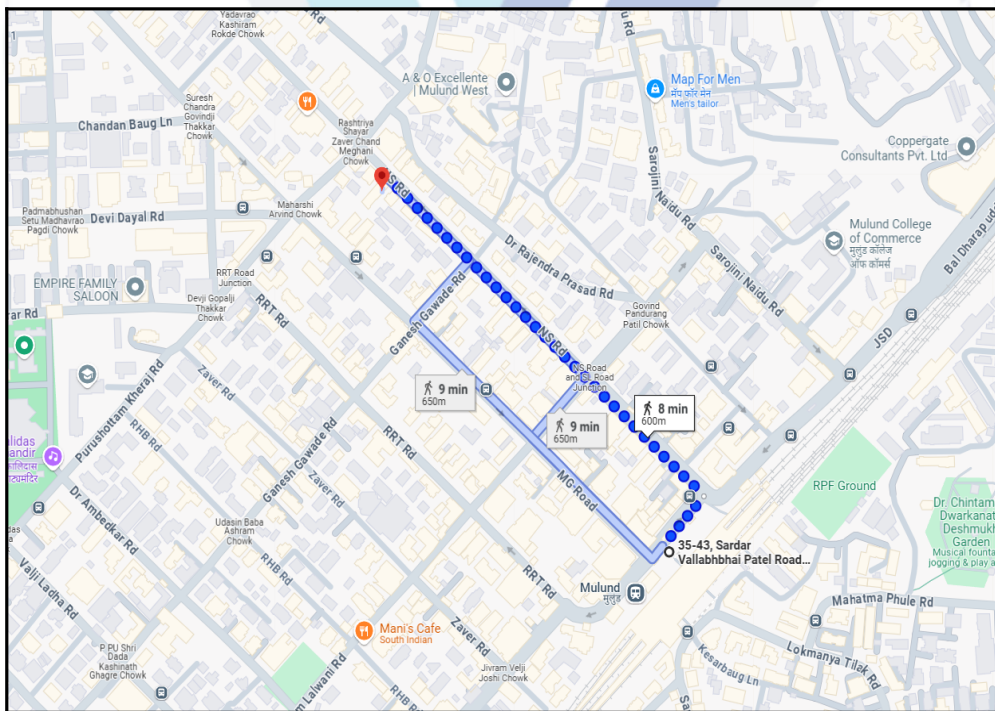 Yadavrao
Kashiram
Rokde Chowk
A & O Excellente
| Mulund West
Map For Men
मॅप फॉर मेन
Men's tailor
Suresh
Chandra
Govindji
Thakkar
Chowk
Chandan Baug Ln
Rashtriya
Shayar
Zaver Chand
Meghani
Chowk
Coppergate
Consultants Pvt. Ltd
Sarojini Naidu Rd
Padmabhushan
Setu Madhavrao
Pagdi Chowk
Devi Dayal Rd
Maharshi
Arvind Chowk
Mulund College
of Commerce
मुलुंड कॉलेज
ऑफ कॉमर्स
Dr Rajendra Prasad Rd
Sarojini Naidu Rd
RRT Road
Junction
EMPIRE FAMILY
SALOON
Devji Gopalji
Thakkar
Chowk
RRT Rd
Ganesh Gawade Rd
Govind
Pandurang
Patil Chowk
JSD
NS Rd
NS Road
and SL Road
Junction
Zaver Rd
9 min
650m
8 min
600m
9 min
650m
Purushottam Kheraj Rd
RHB Rd
Ganesh Gawade Rd
RRT Rd
MG Road
Zaver Rd
RPF Ground
Dr Ambedkar Rd
Udasin Baba
Ashram
Chowk
Dr. Chintam
Dwarkanat
Deshmukh
Garden
Musical founta
jogging & play a
35-43, Sardar
Vallabhbhai Patel Road...
RHB Rd
RRT Rd
Mulund
मुलुंड
Valji Ladha Rd
Mahatma Phule Rd
Mani's Cafe
South Indian
Zaver Rd
P PU Shri
Dada
Kashinath
Ghagre Chowk
Jivram Velji
Joshi Chowk
Lokmanya Tilak Rd
Kesarbaug Ln
m Lalwani Rd
RHB Rd